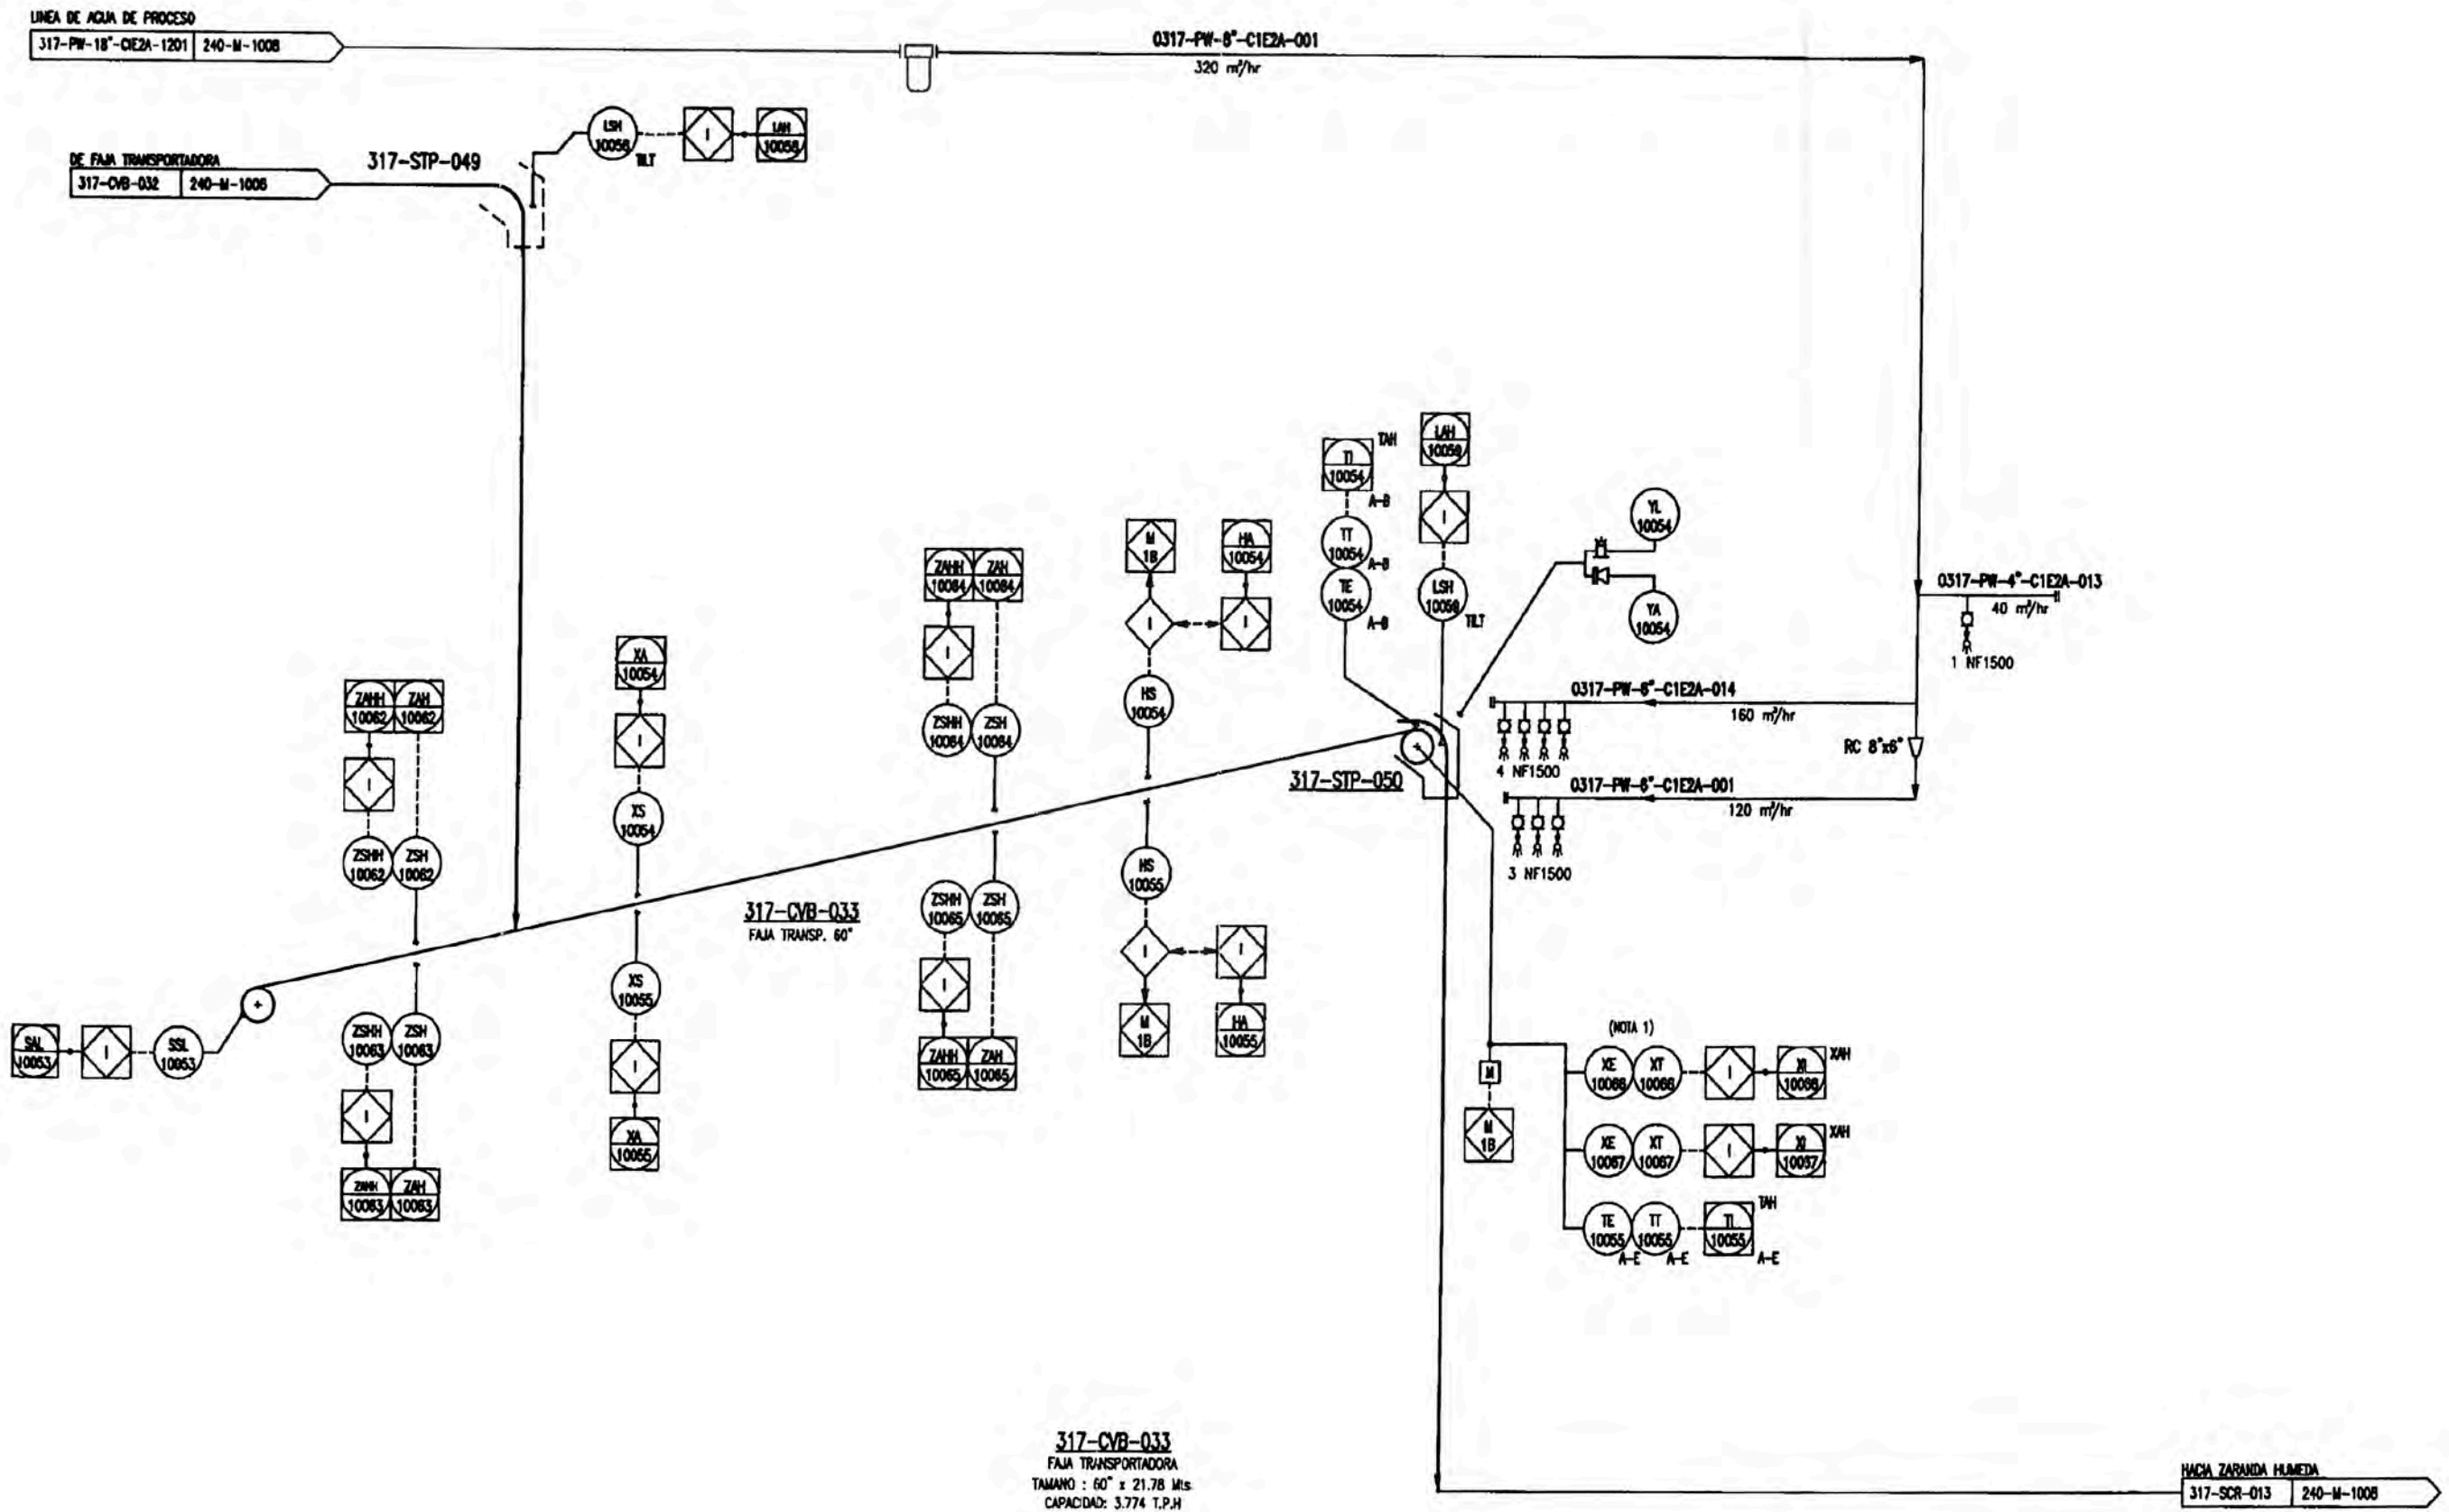 LINEA DE AGUA DE PROCESO
317-PW-18"-C1E2A-1201 240-M-1008
0317-PW-8"-C1E2A-001
320 m³/hr
DE FAJA TRANSPORTADORA
317-CVB-032 240-M-1006
317-STP-049
LSH
10058
TILT
I
LAH
10058
TI
10054
TAH
A-B
TT
10054
A-B
TE
10054
A-B
LAH
10059
I
LSH
10059
TILT
YL
10054
YA
10054
0317-PW-4"-C1E2A-013
40 m³/hr
1 NF1500
0317-PW-6"-C1E2A-014
160 m³/hr
4 NF1500
RC 8"x6"
0317-PW-6"-C1E2A-001
120 m³/hr
3 NF1500
M
1B
HA
10054
I
I
HS
10054
ZAHH
10064
ZAH
10064
I
ZSHH
10064
ZSH
10064
XA
10054
I
XS
10054
ZAHH
10062
ZAH
10062
I
ZSHH
10062
ZSH
10062
317-STP-050
317-CVB-033
FAJA TRANSP. 60"
HS
10055
I
I
M
1B
HA
10055
ZSHH
10065
ZSH
10065
I
ZAHH
10065
ZAH
10065
XS
10055
I
XA
10055
SAL
10053
I
SSL
10053
ZSHH
10063
ZSH
10063
I
ZAHH
10063
ZAH
10063
M
M
1B
(NOTA 1)
XE
10066
XT
10066
I
XI
10066
XAH
XE
10067
XT
10067
I
XI
10067
XAH
TE
10055
A-E
TT
10055
A-E
TI
10055
TAH
A-E
317-CVB-033
FAJA TRANSPORTADORA
TAMANO : 60" x 21.78 Mts
CAPACIDAD: 3.774 T.P.H
HACIA ZARANDA HUMEDA
317-SCR-013 240-M-1008